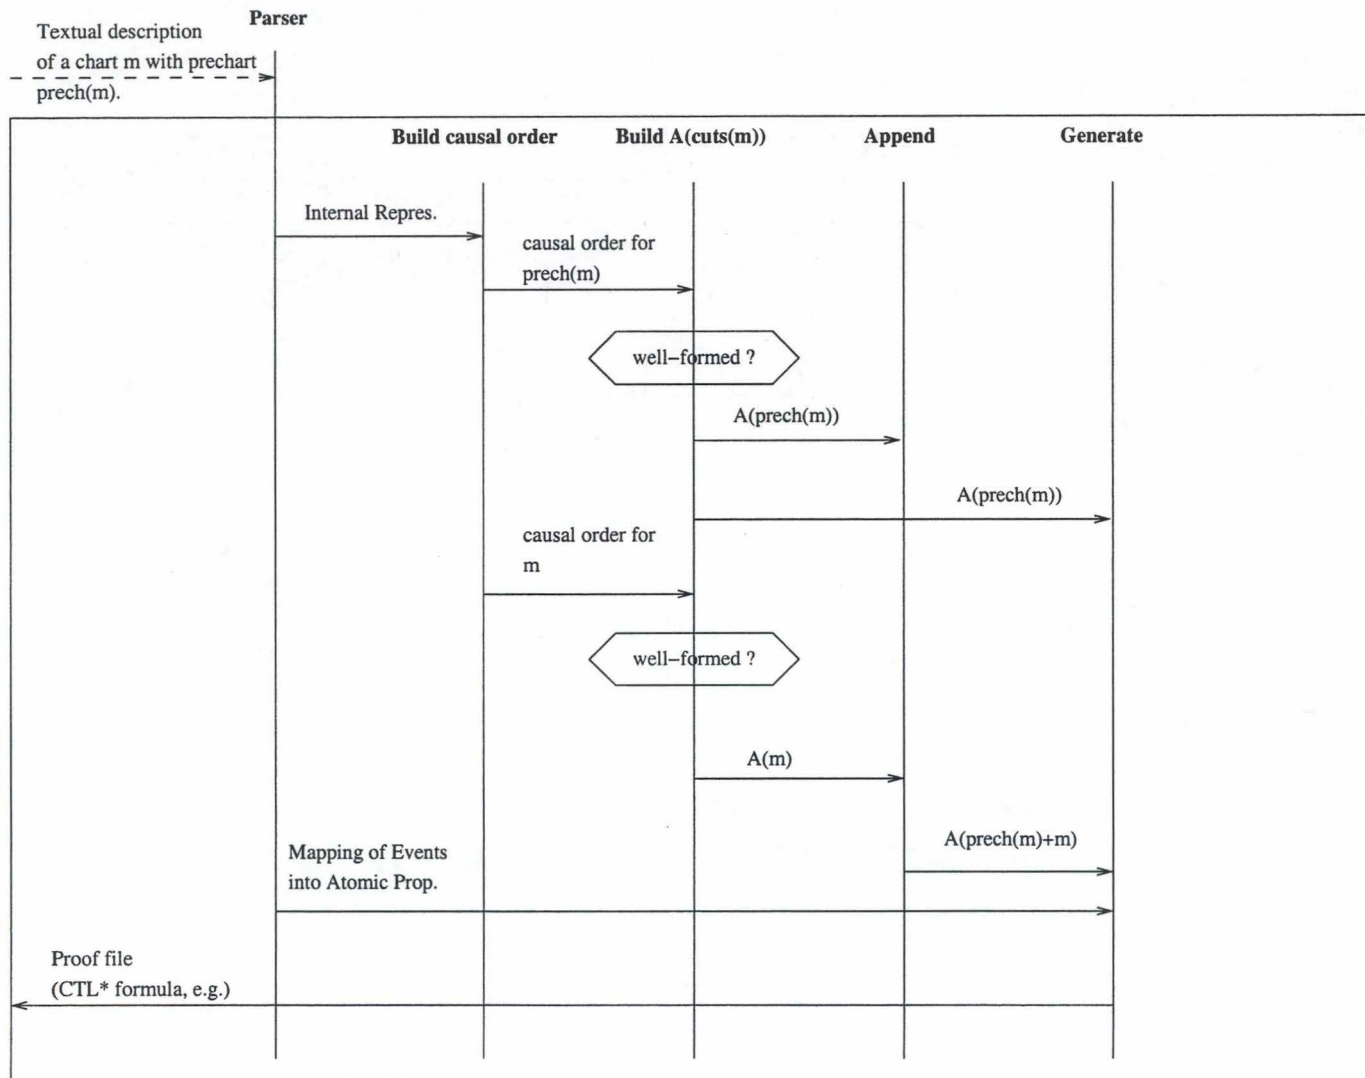 Parser
Textual description
of a chart m with prechart
prech(m).
Build causal order
Build A(cuts(m))
Append
Generate
Internal Repres.
causal order for
prech(m)
well−formed ?
A(prech(m))
A(prech(m))
causal order for
m
well−formed ?
A(m)
A(prech(m)+m)
Mapping of Events
into Atomic Prop.
Proof file
(CTL* formula, e.g.)